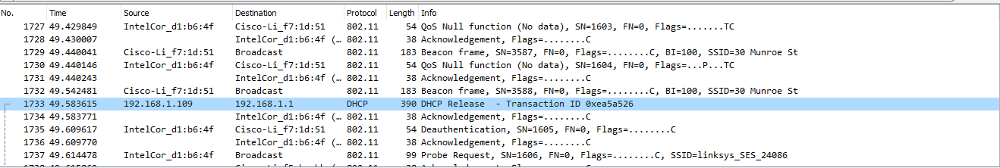 No. Time Source Destination Protocol Length Info
1727 49.429849 IntelCor_d1:b6:4f Cisco-Li_f7:1d:51 802.11 54 QoS Null function (No data), SN=1603, FN=0, Flags=.......TC
1728 49.430007 IntelCor_d1:b6:4f (… 802.11 38 Acknowledgement, Flags=........C
1729 49.440041 Cisco-Li_f7:1d:51 Broadcast 802.11 183 Beacon frame, SN=3587, FN=0, Flags=........C, BI=100, SSID=30 Munroe St
1730 49.440146 IntelCor_d1:b6:4f Cisco-Li_f7:1d:51 802.11 54 QoS Null function (No data), SN=1604, FN=0, Flags=...P...TC
1731 49.440243 IntelCor_d1:b6:4f (… 802.11 38 Acknowledgement, Flags=........C
1732 49.542481 Cisco-Li_f7:1d:51 Broadcast 802.11 183 Beacon frame, SN=3588, FN=0, Flags=........C, BI=100, SSID=30 Munroe St
1733 49.583615 192.168.1.109 192.168.1.1 DHCP 390 DHCP Release - Transaction ID 0xea5a526
1734 49.583771 IntelCor_d1:b6:4f (… 802.11 38 Acknowledgement, Flags=........C
1735 49.609617 IntelCor_d1:b6:4f Cisco-Li_f7:1d:51 802.11 54 Deauthentication, SN=1605, FN=0, Flags=........C
1736 49.609770 IntelCor_d1:b6:4f (… 802.11 38 Acknowledgement, Flags=........C
1737 49.614478 IntelCor_d1:b6:4f Broadcast 802.11 99 Probe Request, SN=1606, FN=0, Flags=........C, SSID=linksys_SES_24086